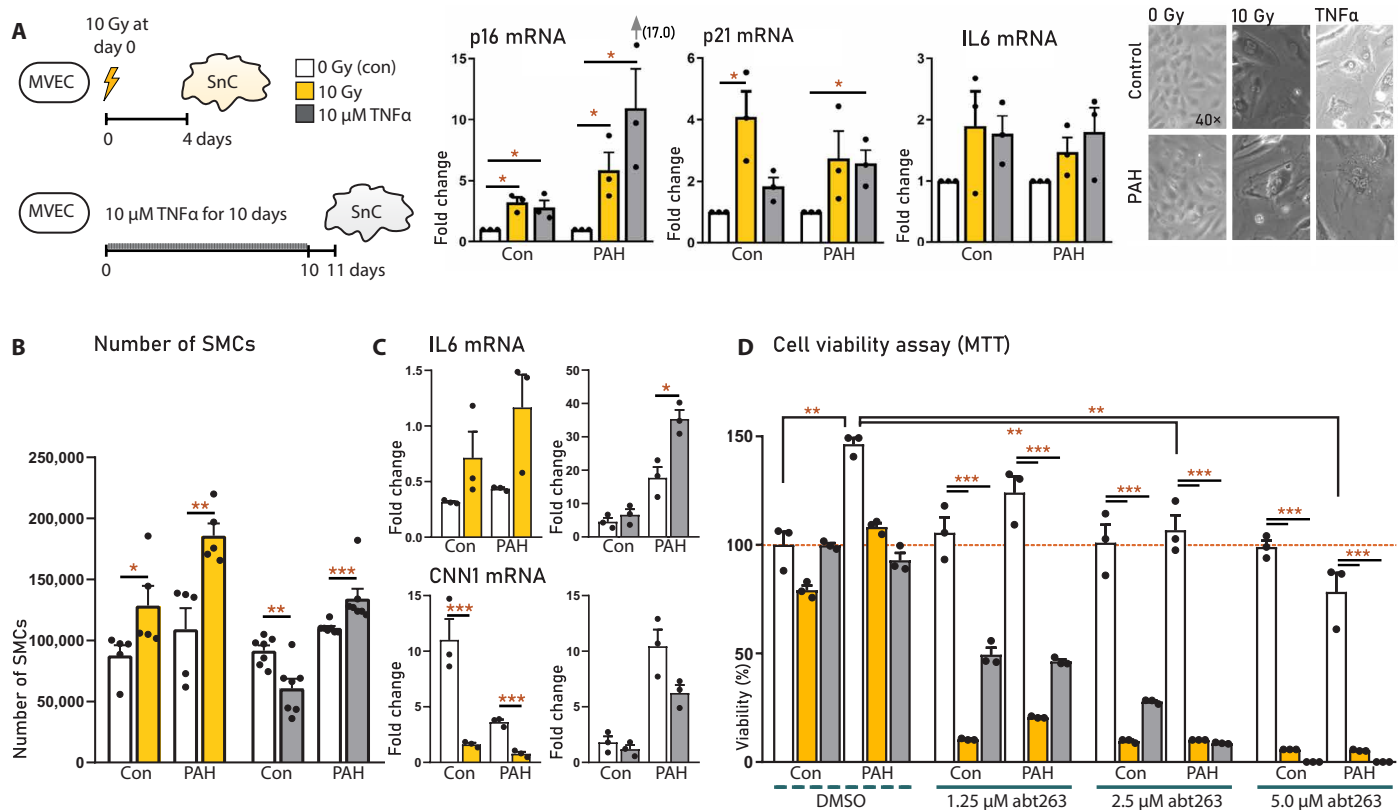 A
10 Gy at
day 0
MVEC
SnC
0
4 days
0 Gy (con)
10 Gy
10 µM TNFα
MVEC
10 µM TNFα for 10 days
SnC
0
10
11 days
p16 mRNA
(17.0)
Fold change
15
10
5
0
*
*
*
*
Con
PAH
p21 mRNA
Fold change
6
4
2
0
*
*
Con
PAH
IL6 mRNA
Fold change
4
3
2
1
0
Con
PAH
0 Gy
10 Gy
TNFα
Control
40×
PAH
B
Number of SMCs
Number of SMCs
250,000
200,000
150,000
100,000
50,000
0
*
**
**
***
Con
PAH
Con
PAH
C
IL6 mRNA
Fold change
1.5
1.0
0.5
0.0
Con
PAH
Fold change
50
40
30
20
10
0
*
Con
PAH
CNN1 mRNA
Fold change
15
10
5
0
***
***
Con
PAH
Fold change
15
10
5
0
Con
PAH
D
Cell viability assay (MTT)
Viability (%)
150
100
50
0
**
**
**
***
***
***
***
***
***
Con
PAH
Con
PAH
Con
PAH
Con
PAH
DMSO
1.25 µM abt263
2.5 µM abt263
5.0 µM abt263